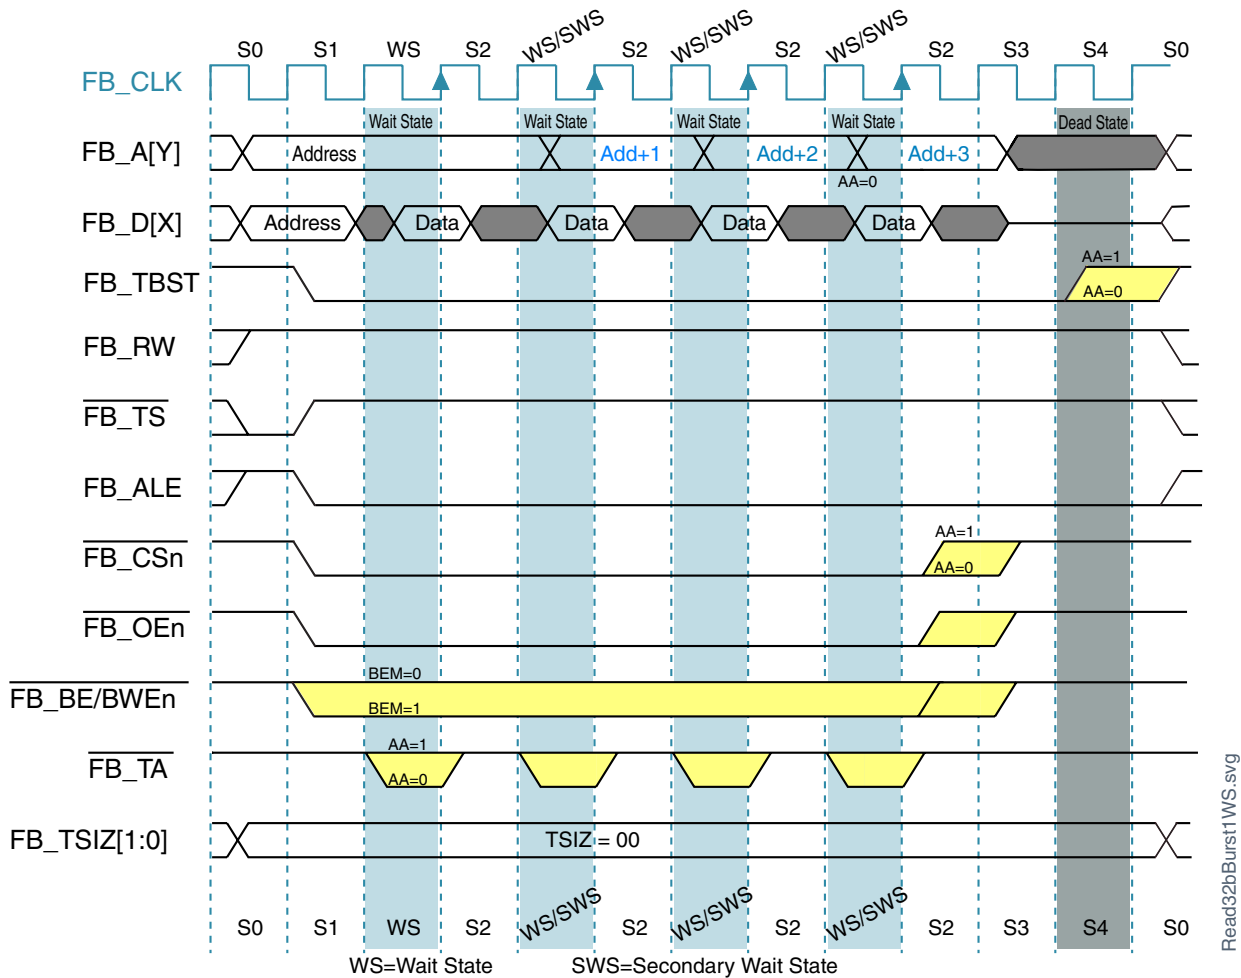 S0 S1 WS S2 WS/SWS S2 WS/SWS S2 WS/SWS S2 S3 S4 S0
FB_CLK
Wait State Wait State Wait State Wait State Dead State
FB_A[Y] Address Add+1 Add+2 Add+3
AA=0
FB_D[X] Address Data Data Data Data
FB_TBST AA=1
AA=0
FB_RW
FB_TS
FB_ALE
FB_CSn AA=1
AA=0
FB_OEn
FB_BE/BWEn BEM=0
BEM=1
FB_TA AA=1
AA=0
FB_TSIZ[1:0] TSIZ = 00
S0 S1 WS S2 WS/SWS S2 WS/SWS S2 WS/SWS S2 S3 S4 S0
WS=Wait State SWS=Secondary Wait State
Read32bBurst1WS.svg